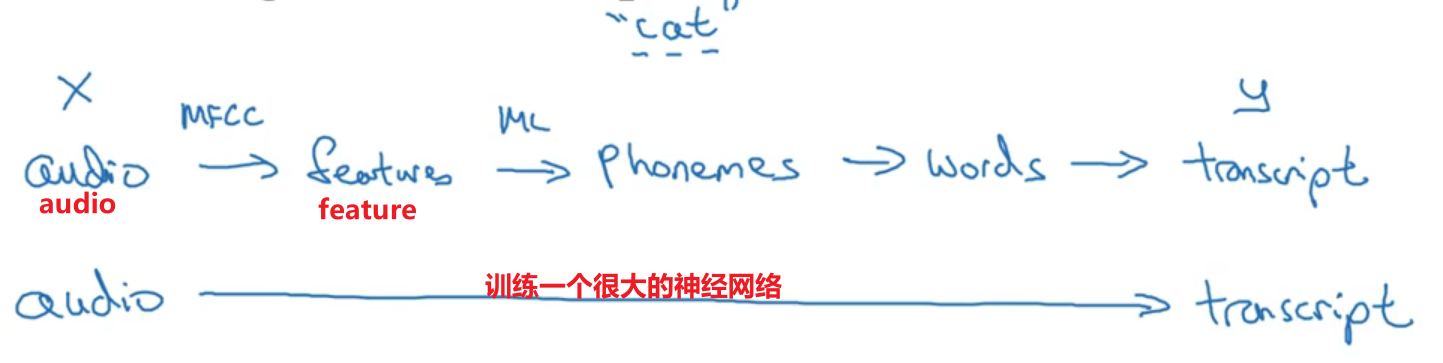 "cat"
X MFCC ML y
audio → features → Phonemes → words → transcript
audio feature
训练一个很大的神经网络
audio → transcript